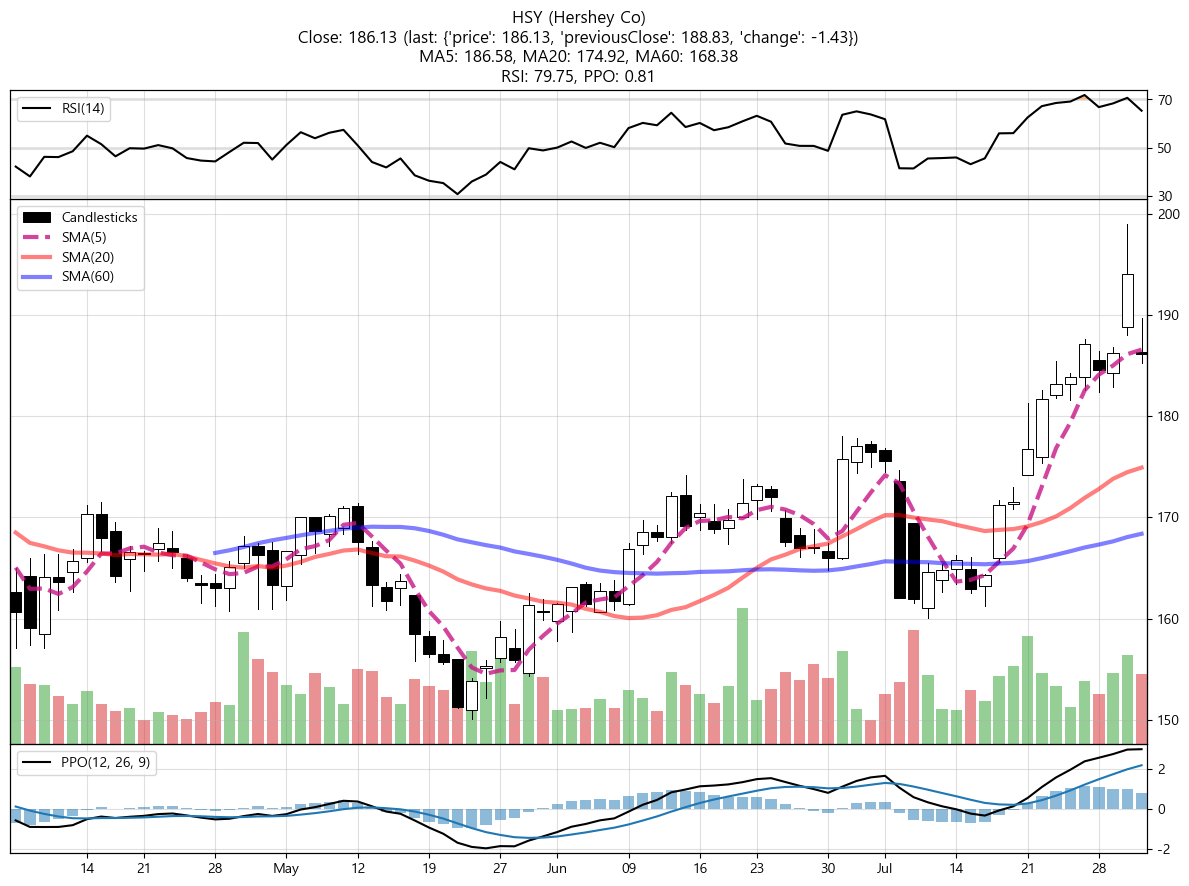 HSY (Hershey Co)
Close: 186.13 (last: {'price': 186.13, 'previousClose': 188.83, 'change': -1.43})
MA5: 186.58, MA20: 174.92, MA60: 168.38
RSI: 79.75, PPO: 0.81
RSI(14)
70
50
30
Candlesticks
SMA(5)
SMA(20)
SMA(60)
200
190
180
170
160
150
PPO(12, 26, 9)
2
0
-2
14 21 28 May 12 19 27 Jun 09 16 23 30 Jul 14 21 28